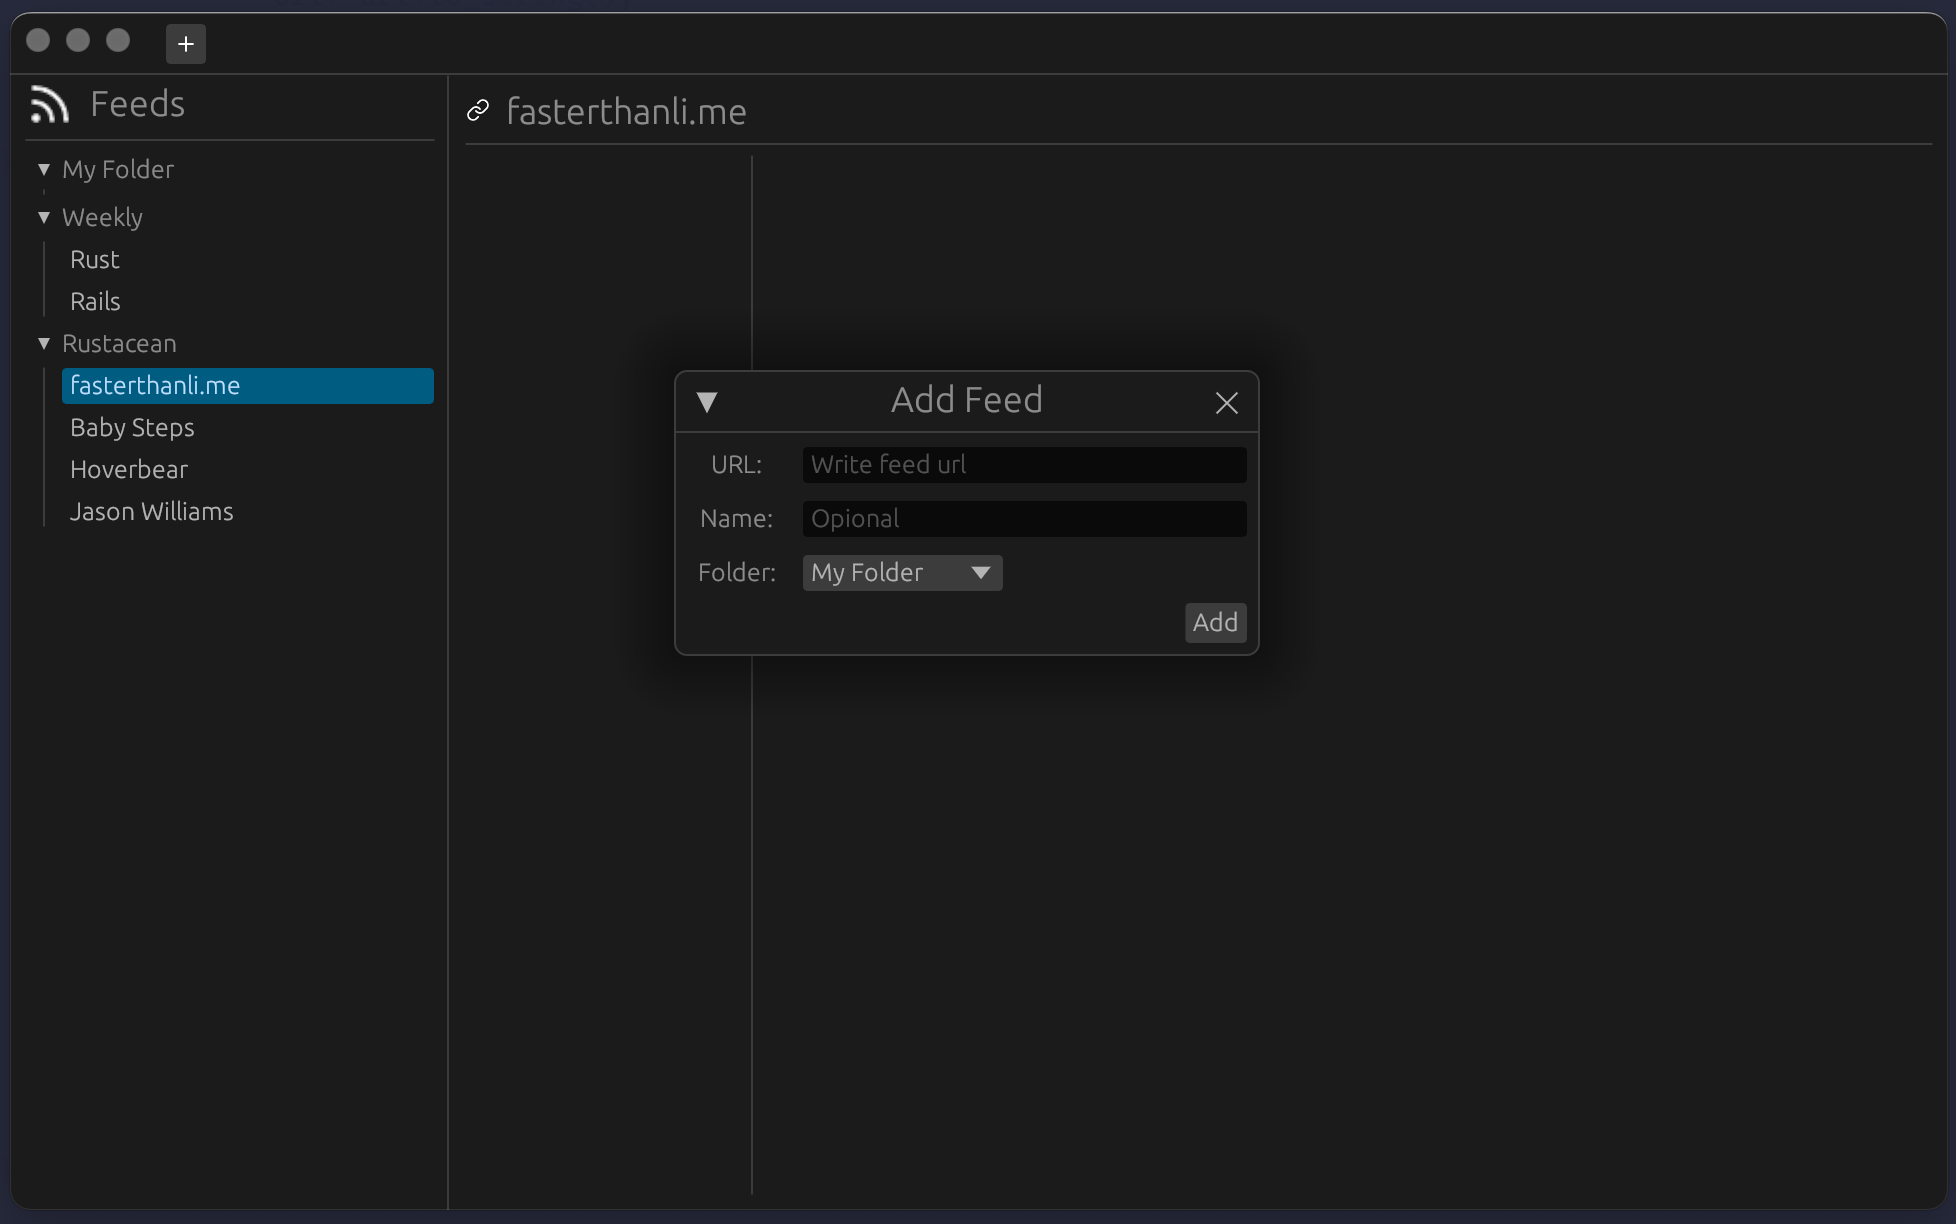 +
Feeds
My Folder
Weekly
Rust
Rails
Rustacean
fasterthanli.me
Baby Steps
Hoverbear
Jason Williams
fasterthanli.me
Add Feed
URL: Write feed url
Name: Opional
Folder: My Folder
Add